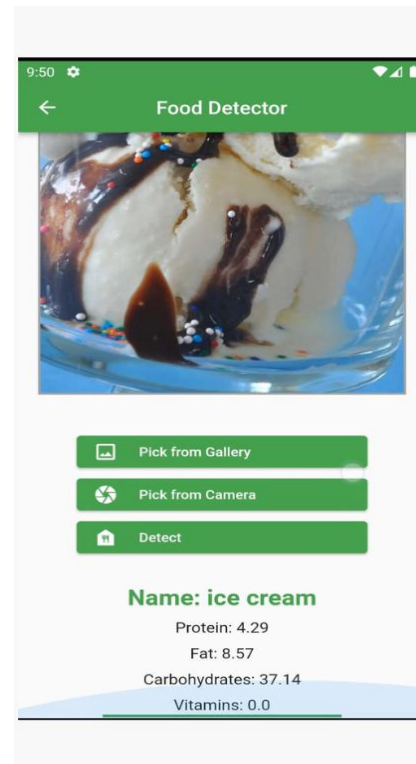 9:50
Food Detector
Pick from Gallery
Pick from Camera
Detect
Name: ice cream
Protein: 4.29
Fat: 8.57
Carbohydrates: 37.14
Vitamins: 0.0